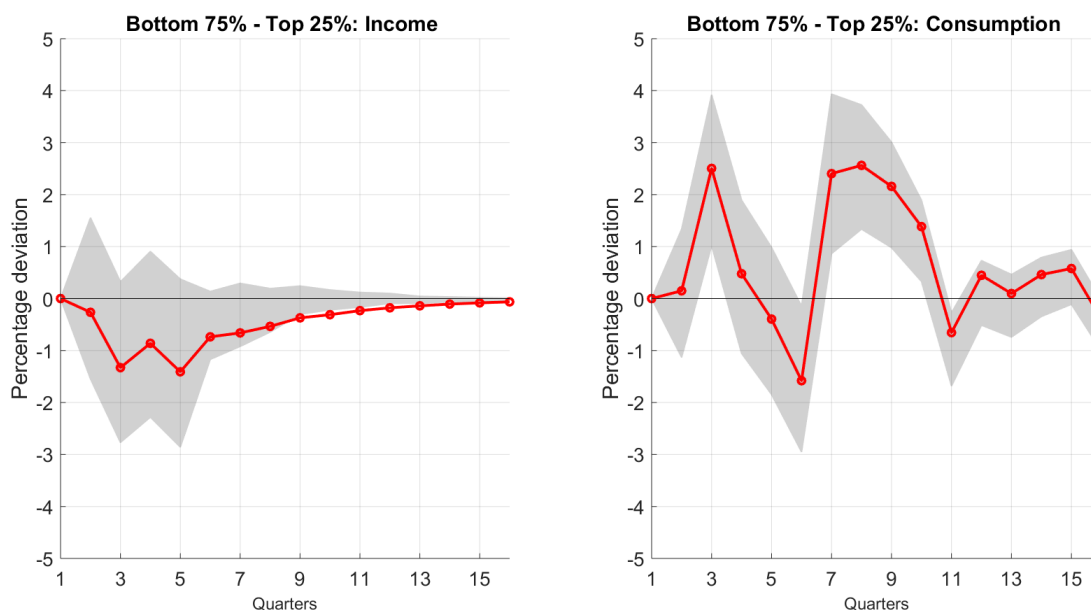 Bottom 75% - Top 25%: Income
5
4
3
2
1
0
-1
-2
-3
-4
-5
Percentage deviation
1 3 5 7 9 11 13 15
Quarters
Bottom 75% - Top 25%: Consumption
5
4
3
2
1
0
-1
-2
-3
-4
-5
Percentage deviation
1 3 5 7 9 11 13 15
Quarters